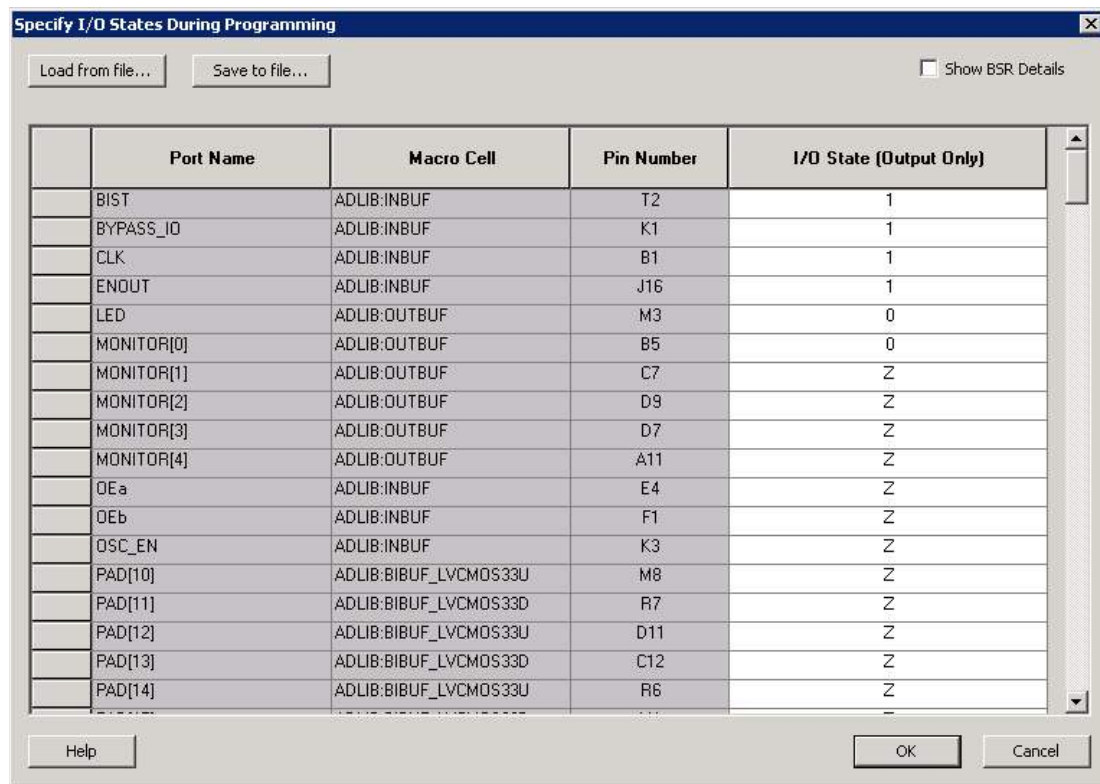 Specify I/O States During Programming
Load from file... Save to file... Show BSR Details
Port Name Macro Cell Pin Number I/O State (Output Only)
BIST ADLIB:INBUF T2 1
BYPASS_IO ADLIB:INBUF K1 1
CLK ADLIB:INBUF B1 1
ENOUT ADLIB:INBUF J16 1
LED ADLIB:OUTBUF M3 0
MONITOR[0] ADLIB:OUTBUF B5 0
MONITOR[1] ADLIB:OUTBUF C7 Z
MONITOR[2] ADLIB:OUTBUF D9 Z
MONITOR[3] ADLIB:OUTBUF D7 Z
MONITOR[4] ADLIB:OUTBUF A11 Z
OEa ADLIB:INBUF E4 Z
OEb ADLIB:INBUF F1 Z
OSC_EN ADLIB:INBUF K3 Z
PAD[10] ADLIB:BIBUF_LVCMOS33U M8 Z
PAD[11] ADLIB:BIBUF_LVCMOS33D R7 Z
PAD[12] ADLIB:BIBUF_LVCMOS33U D11 Z
PAD[13] ADLIB:BIBUF_LVCMOS33D C12 Z
PAD[14] ADLIB:BIBUF_LVCMOS33U R6 Z
Help OK Cancel